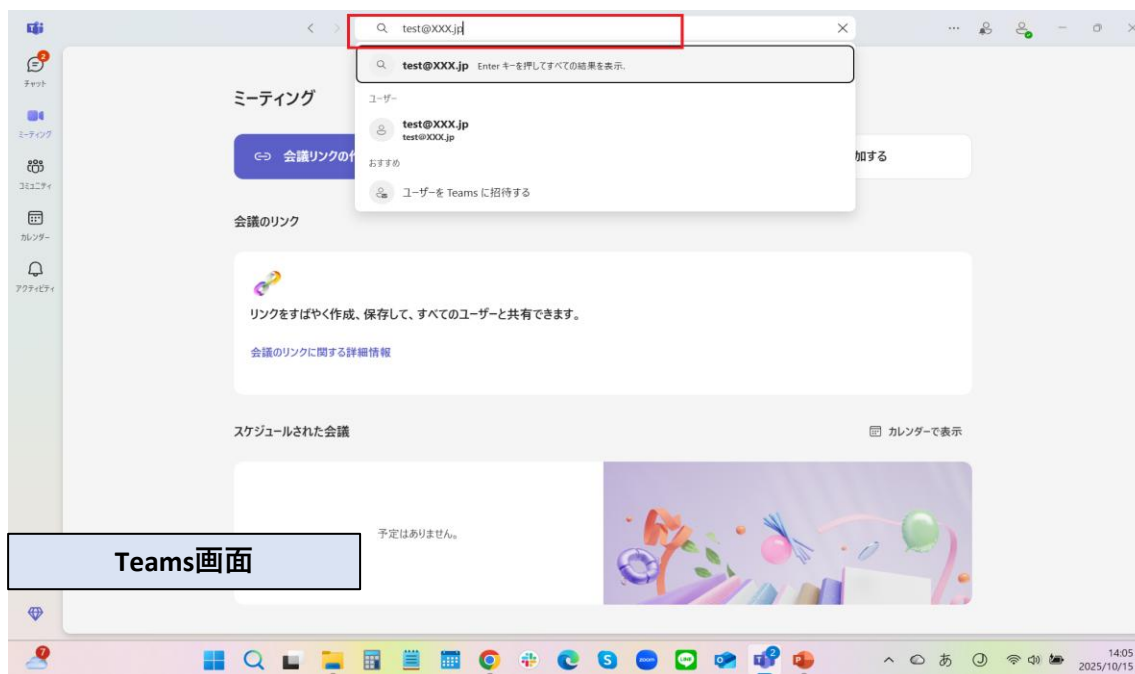 test@XXX.jp
test@XXX.jp Enter キーを押してすべての結果を表示.
ユーザー
test@XXX.jp
test@XXX.jp
おすすめ
ユーザーを Teams に招待する
2
チャット
ミーティング
コミュニティ
カレンダー
アクティビティ
ミーティング
会議リンクの作
加する
会議のリンク
リンクをすばやく作成、保存して、すべてのユーザーと共有できます。
会議のリンクに関する詳細情報
スケジュールされた会議
カレンダーで表示
予定はありません。
Teams画面
7
zoom
LINE
2
あ
14:05
2025/10/15